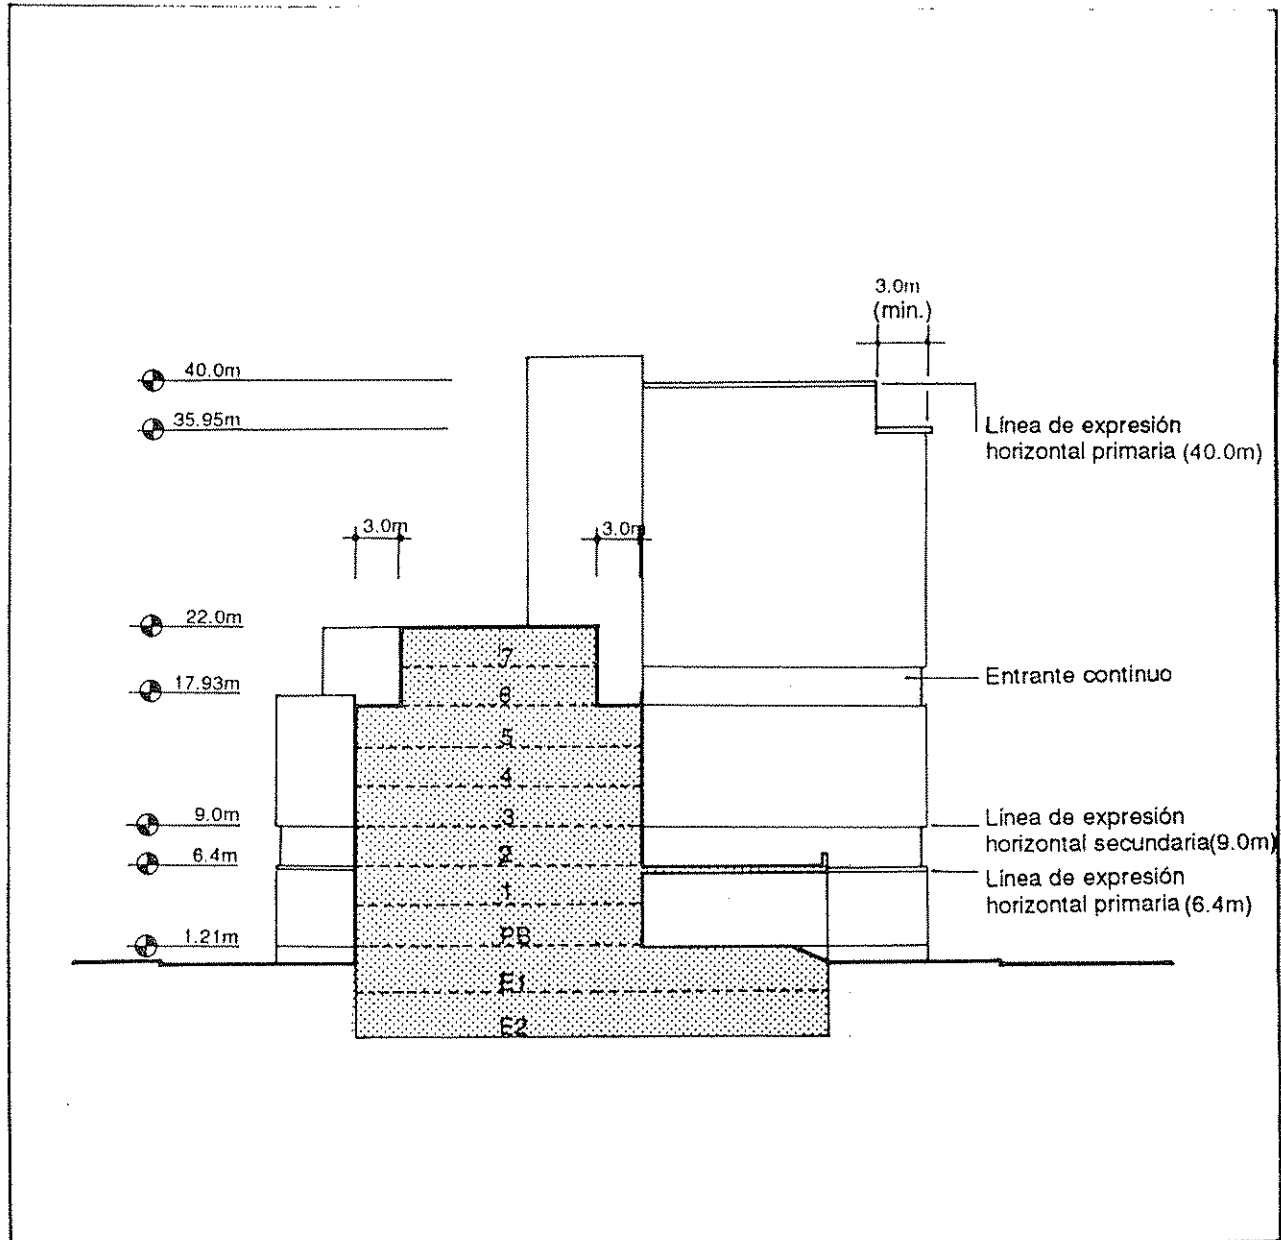 3.0m
(min.)
40.0m
35.95m
Línea de expresión
horizontal primaria (40.0m)
3.0m
3.0m
22.0m
17.93m
7
Entrante continuo
6
5
4
9.0m
3
Línea de expresión
horizontal secundaria(9.0m)
6.4m
2
Línea de expresión
horizontal primaria (6.4m)
1
1.21m
PB
E1
E2